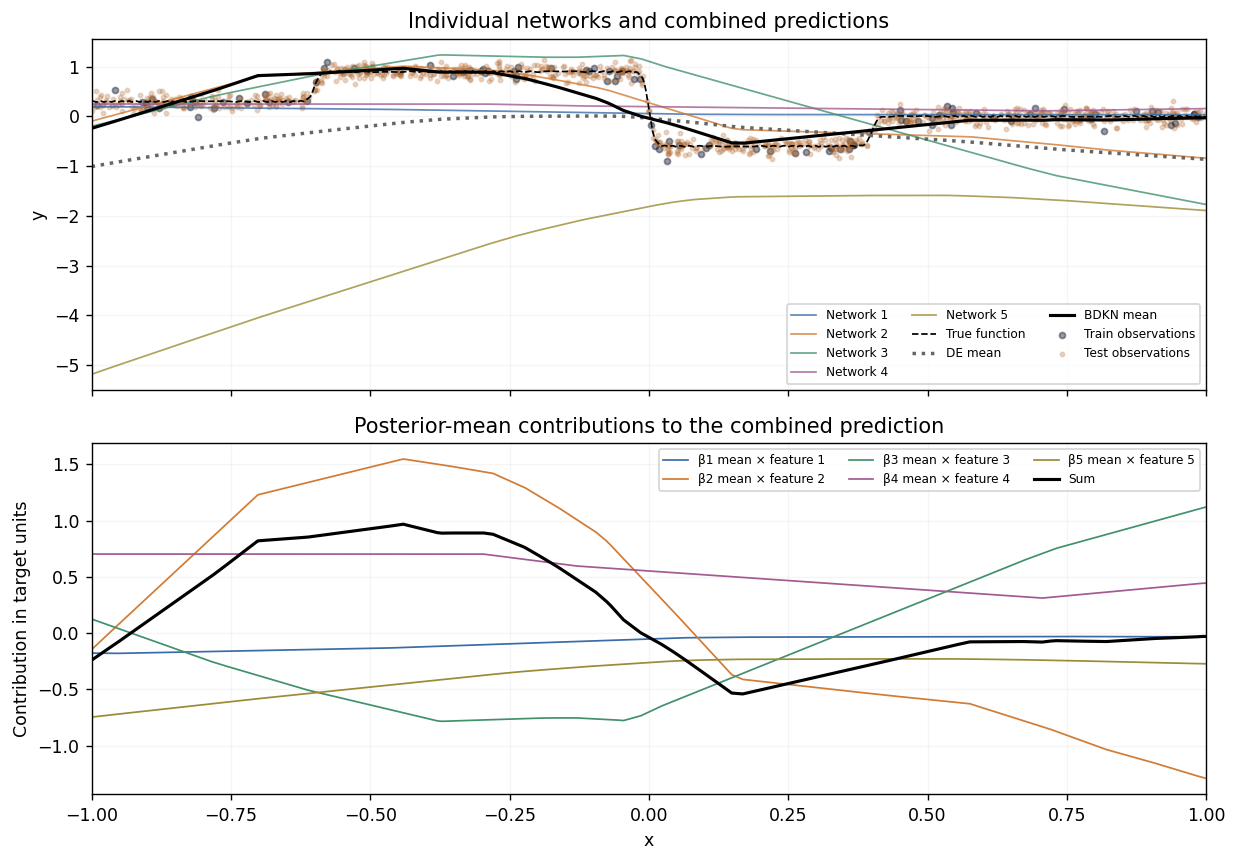 Individual networks and combined predictions
1
0
−1
−2
−3
−4
−5
y
Network 1
Network 2
Network 3
Network 4
Network 5
True function
DE mean
BDKN mean
Train observations
Test observations
Posterior-mean contributions to the combined prediction
1.5
1.0
0.5
0.0
−0.5
−1.0
Contribution in target units
β1 mean × feature 1
β2 mean × feature 2
β3 mean × feature 3
β4 mean × feature 4
β5 mean × feature 5
Sum
−1.00
−0.75
−0.50
−0.25
0.00
0.25
0.50
0.75
1.00
x